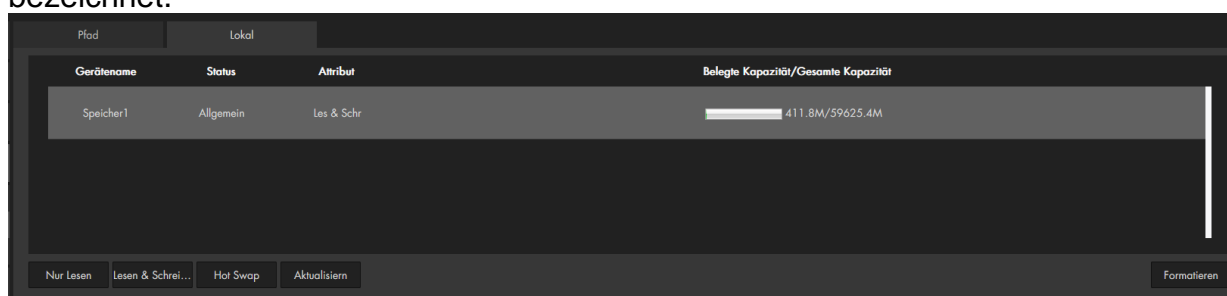 bezeichnet.
Pfad Lokal
Gerätename Status Attribut Belegte Kapazität/Gesamte Kapazität
Speicher1 Allgemein Les & Schr 411.8M/59625.4M
Nur Lesen Lesen & Schrei... Hot Swap Aktualisiern Formatieren